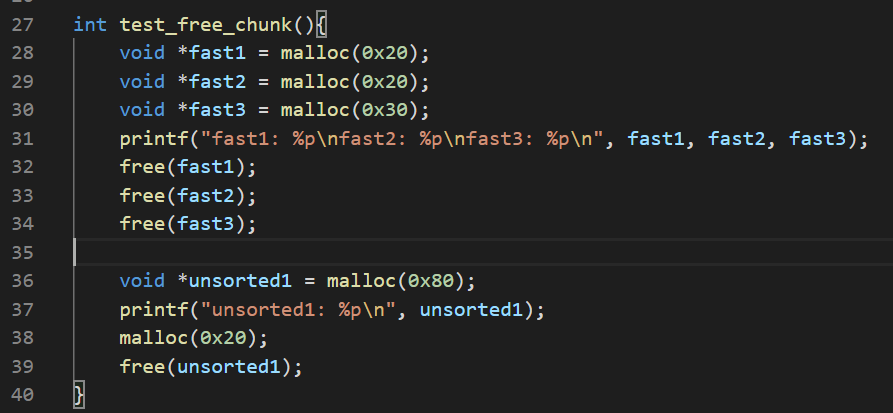 27 int test_free_chunk(){
28     void *fast1 = malloc(0x20);
29     void *fast2 = malloc(0x20);
30     void *fast3 = malloc(0x30);
31     printf("fast1: %p\nfast2: %p\nfast3: %p\n", fast1, fast2, fast3);
32     free(fast1);
33     free(fast2);
34     free(fast3);
35
36     void *unsorted1 = malloc(0x80);
37     printf("unsorted1: %p\n", unsorted1);
38     malloc(0x20);
39     free(unsorted1);
40 }